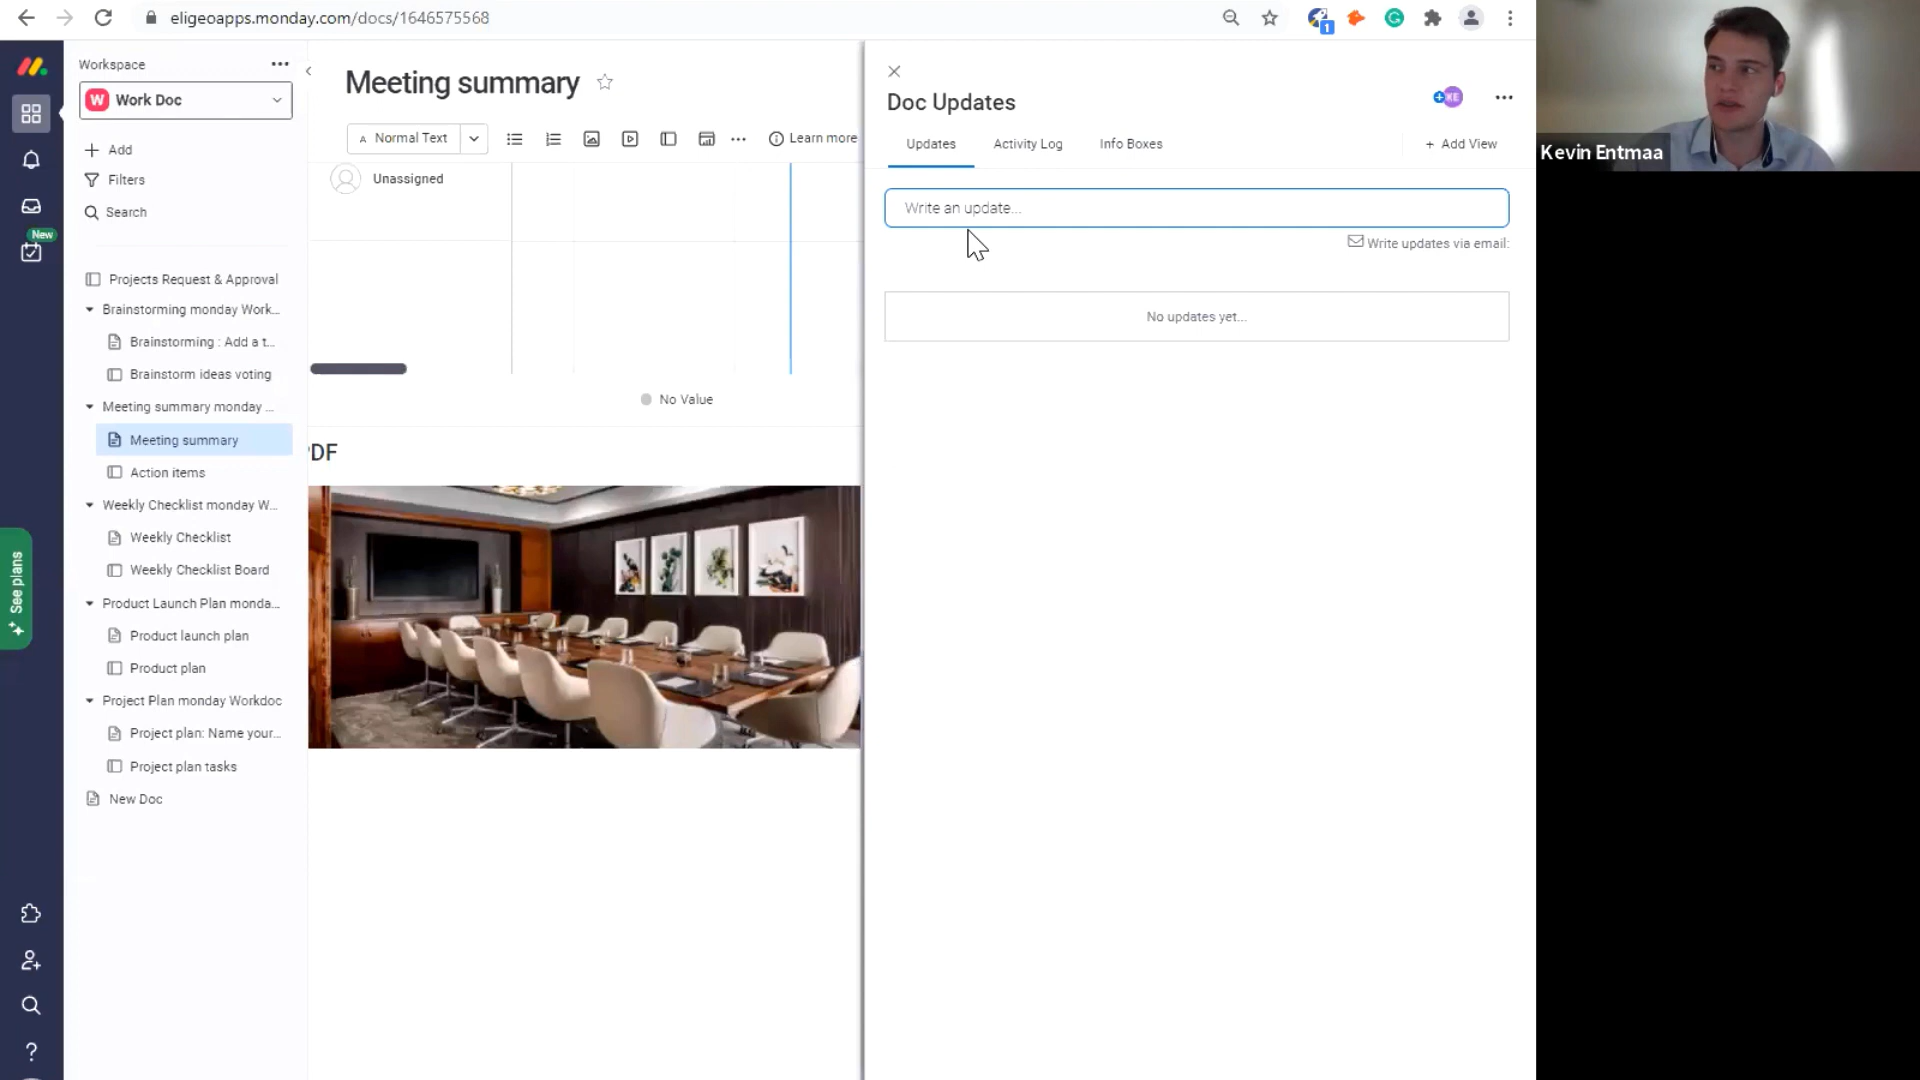 eligeoapps.monday.com/docs/1646575568
1
Workspace
W Work Doc
Add
Filters
Search
New
Projects Request & Approval
Brainstorming monday Work...
Brainstorming : Add a t...
Brainstorm ideas voting
Meeting summary monday ...
Meeting summary
Action items
Weekly Checklist monday W...
Weekly Checklist
Weekly Checklist Board
Product Launch Plan monda...
Product launch plan
Product plan
Project Plan monday Workdoc
Project plan: Name your...
Project plan tasks
New Doc
See plans
Meeting summary
A Normal Text
Learn more
Unassigned
No Value
PDF
Doc Updates
KE
Updates
Activity Log
Info Boxes
+ Add View
Write an update...
Write updates via email:
No updates yet...
Kevin Entmaa